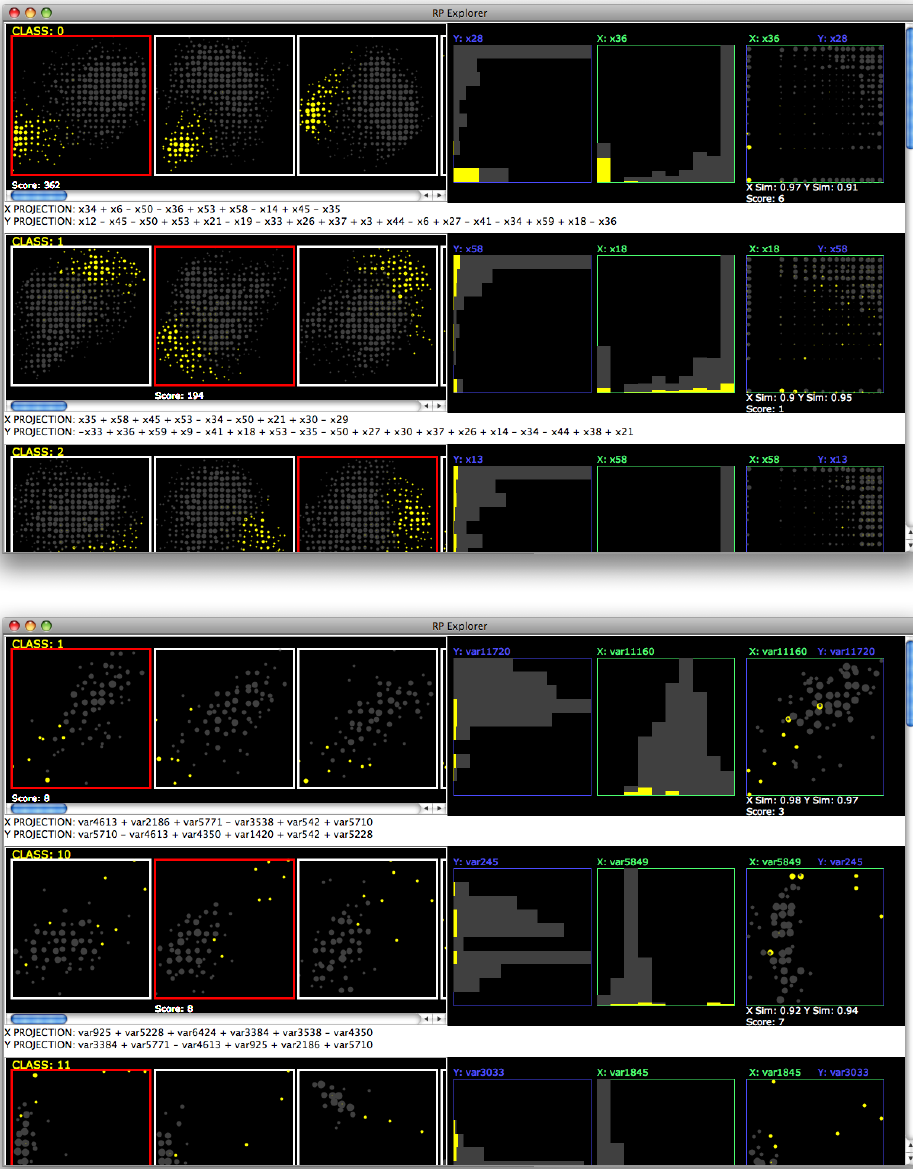 RP Explorer
CLASS: 0
Y: x28
X: x36
X: x36 Y: x28
Score: 362
X Sim: 0.97 Y Sim: 0.91
Score: 6
X PROJECTION: x34 + x6 - x50 - x36 + x53 + x58 - x14 + x45 - x35
Y PROJECTION: x12 - x45 - x50 + x53 + x21 - x19 - x33 + x26 + x37 + x3 + x44 - x6 + x27 - x41 - x34 + x59 + x18 - x36
CLASS: 1
Y: x58
X: x18
X: x18 Y: x58
Score: 194
X Sim: 0.9 Y Sim: 0.95
Score: 1
X PROJECTION: x35 + x58 + x45 + x53 - x34 - x50 + x21 + x30 - x29
Y PROJECTION: -x33 + x36 + x59 + x9 - x41 + x18 + x53 - x35 - x50 + x27 + x30 + x37 + x26 + x14 - x34 - x44 + x38 + x21
CLASS: 2
Y: x13
X: x58
X: x58 Y: x13
RP Explorer
CLASS: 1
Y: var11720
X: var11160
X: var11160 Y: var11720
Score: 8
X Sim: 0.98 Y Sim: 0.97
Score: 3
X PROJECTION: var4613 + var2186 + var5771 - var3538 + var542 + var5710
Y PROJECTION: var5710 - var4613 + var4350 + var1420 + var542 + var5228
CLASS: 10
Y: var245
X: var5849
X: var5849 Y: var245
Score: 8
X Sim: 0.92 Y Sim: 0.94
Score: 7
X PROJECTION: var925 + var5228 + var6424 + var3384 + var3538 - var4350
Y PROJECTION: var3384 + var5771 - var4613 + var925 + var2186 + var5710
CLASS: 11
Y: var3033
X: var1845
X: var1845 Y: var3033